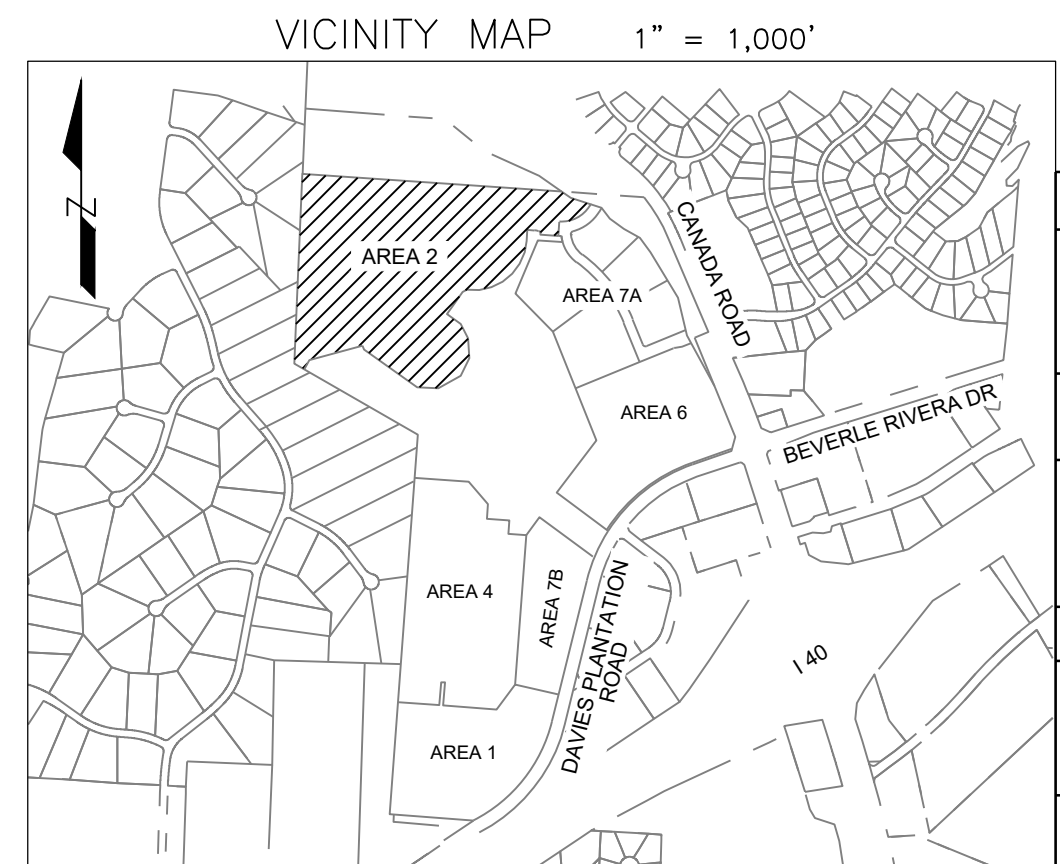 VICINITY MAP 1" = 1,000'
Z
AREA 2
CANADA ROAD
AREA 7A
AREA 6
BEVERLE RIVERA DR
AREA 4
AREA 7B
DAVIES PLANTATION
ROAD
I 40
AREA 1